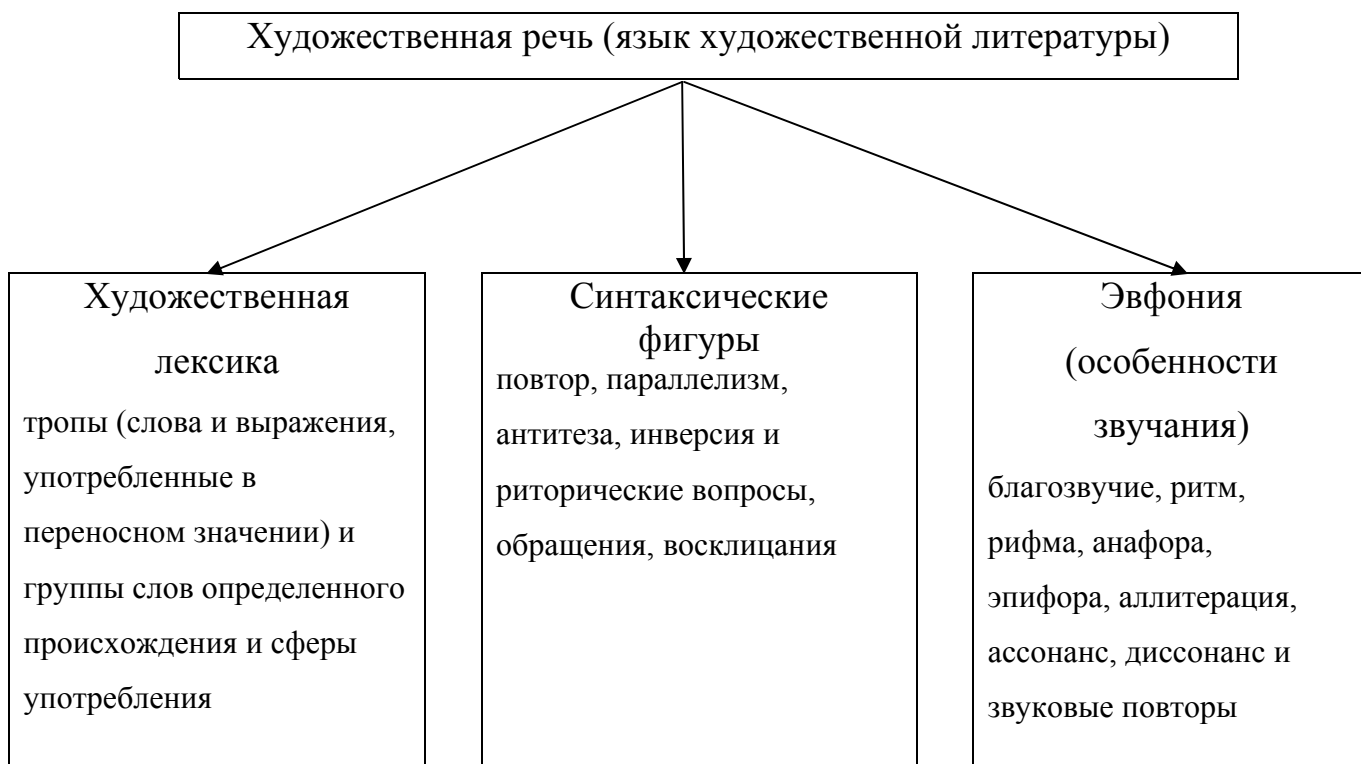 Художественная речь (язык художественной литературы)
Художественная
лексика
тропы (слова и выражения,
употребленные в
переносном значении) и
группы слов определенного
происхождения и сферы
употребления
Синтаксические
фигуры
повтор, параллелизм,
антитеза, инверсия и
риторические вопросы,
обращения, восклицания
Эвфония
(особенности
звучания)
благозвучие, ритм,
рифма, анафора,
эпифора, аллитерация,
ассонанс, диссонанс и
звуковые повторы